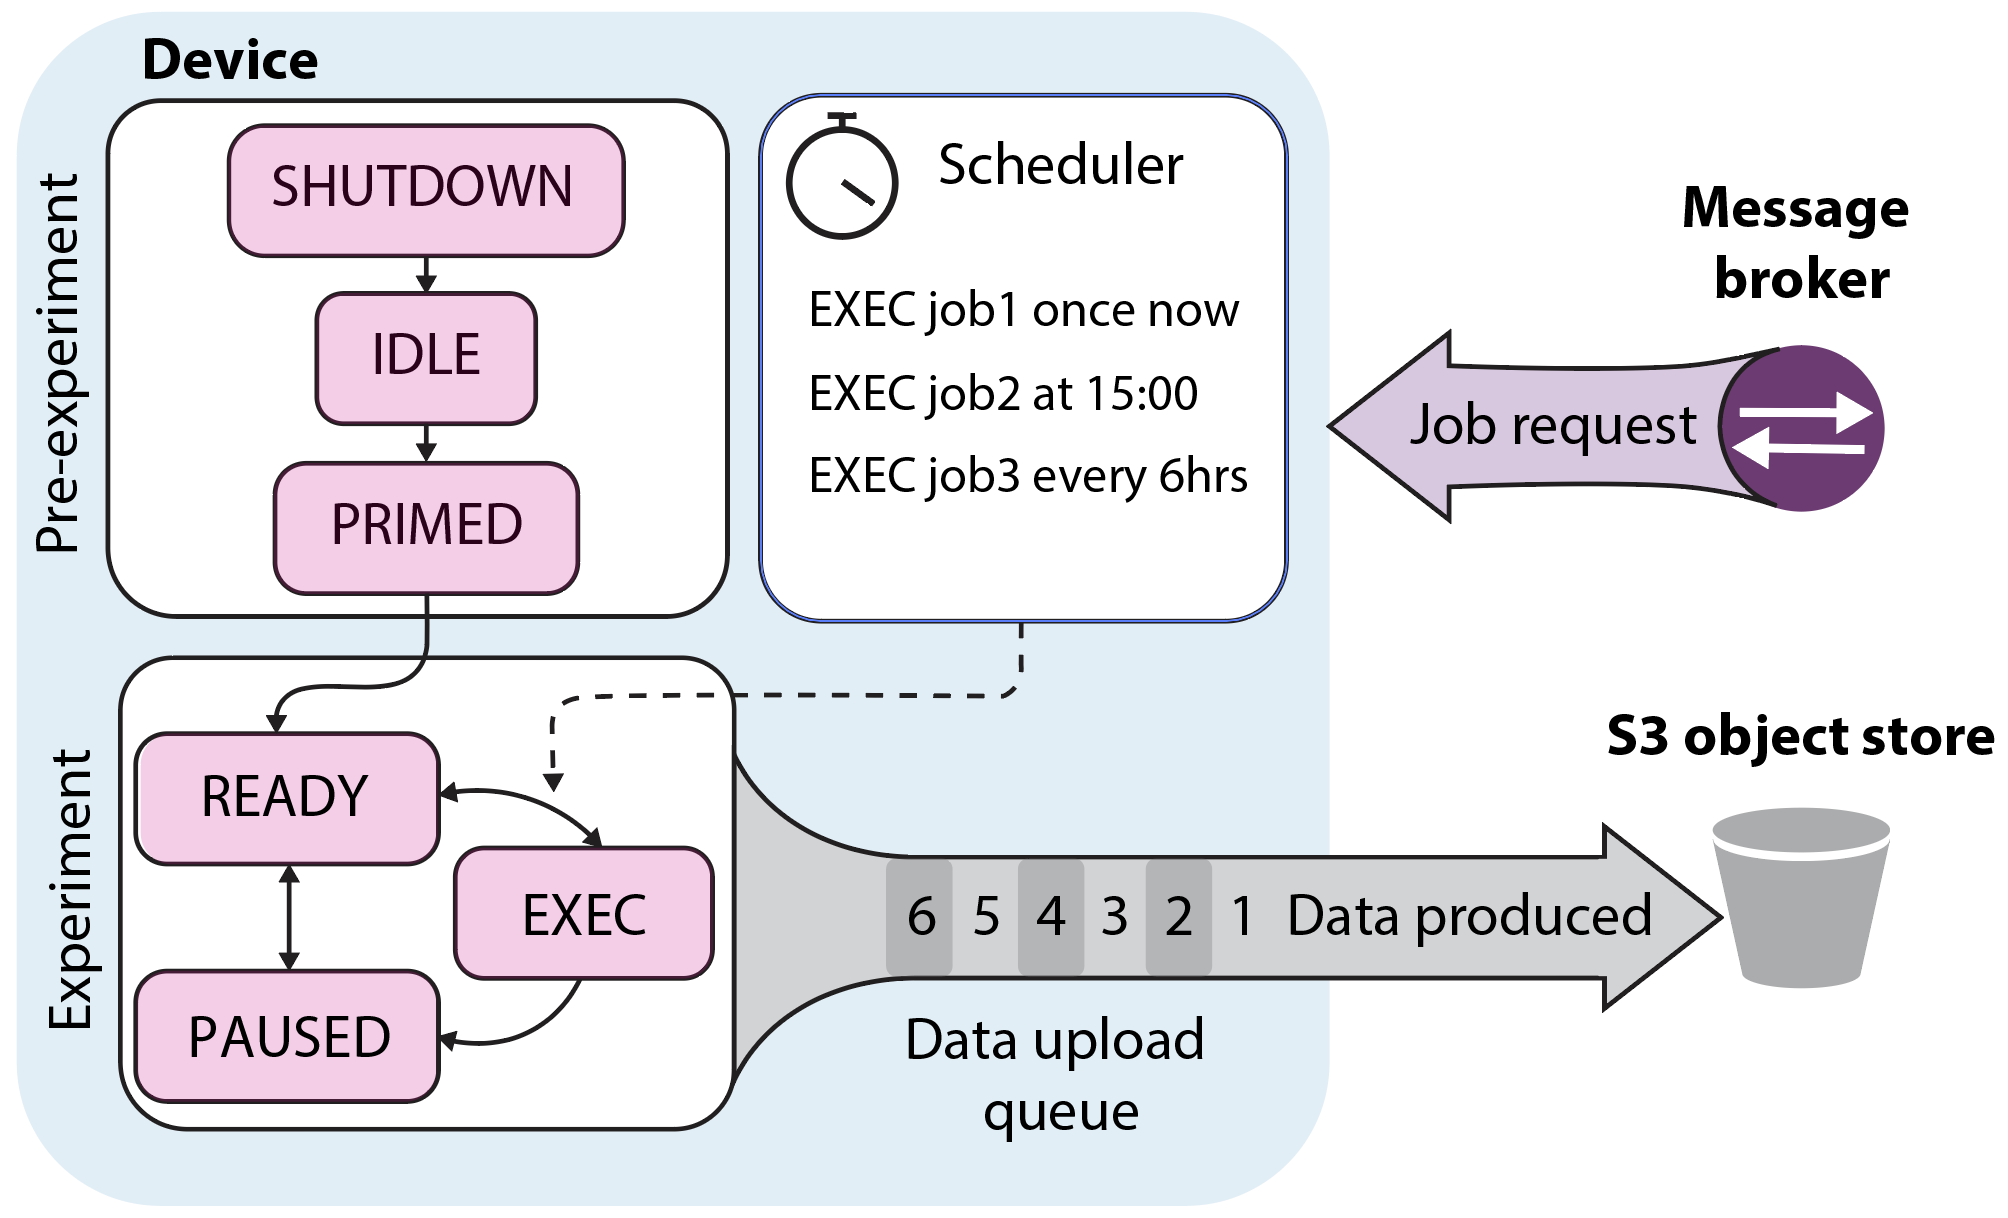 Device
Pre-experiment
SHUTDOWN
IDLE
PRIMED
Scheduler
EXEC job1 once now
EXEC job2 at 15:00
EXEC job3 every 6hrs
Message
broker
Job request
Experiment
READY
EXEC
PAUSED
6 5 4 3 2 1 Data produced
Data upload
queue
S3 object store